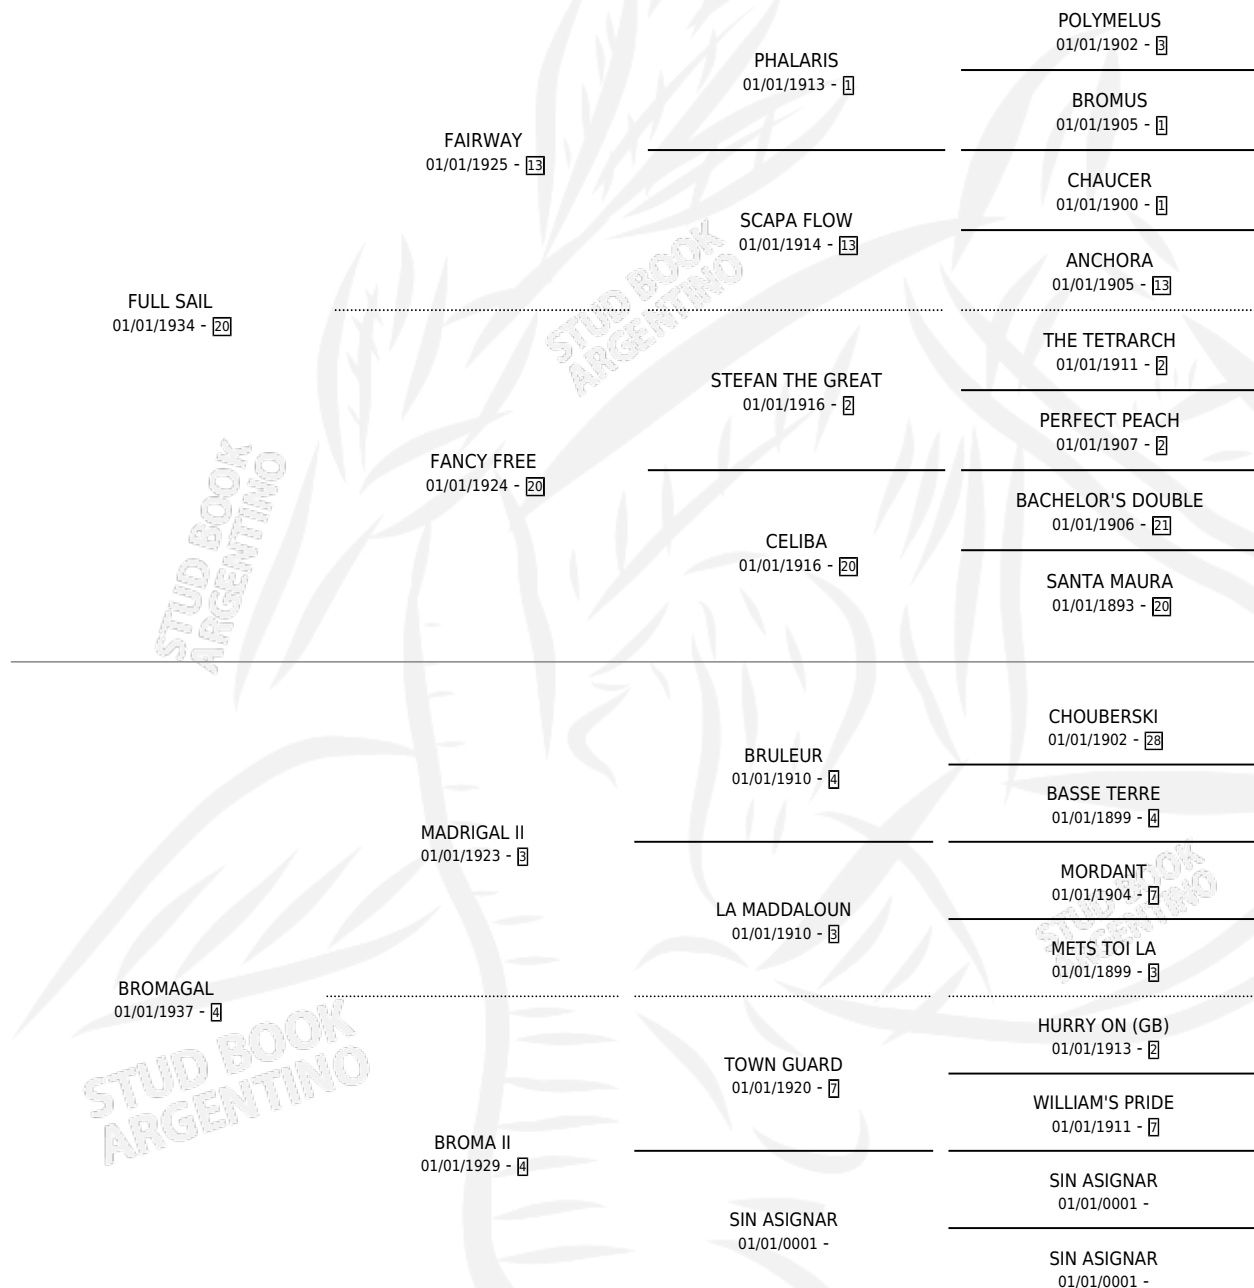 POLYMELUS
01/01/1902 - 3
PHALARIS
01/01/1913 - 1
BROMUS
01/01/1905 - 1
FAIRWAY
01/01/1925 - 13
CHAUCER
01/01/1900 - 1
SCAPA FLOW
01/01/1914 - 13
ANCHORA
01/01/1905 - 13
FULL SAIL
01/01/1934 - 20
THE TETRARCH
01/01/1911 - 2
STEFAN THE GREAT
01/01/1916 - 2
PERFECT PEACH
01/01/1907 - 2
FANCY FREE
01/01/1924 - 20
BACHELOR'S DOUBLE
01/01/1906 - 21
CELIBA
01/01/1916 - 20
SANTA MAURA
01/01/1893 - 20
CHOUBERSKI
01/01/1902 - 28
BRULEUR
01/01/1910 - 4
BASSE TERRE
01/01/1899 - 4
MADRIGAL II
01/01/1923 - 3
MORDANT
01/01/1904 - 7
LA MADDALOUN
01/01/1910 - 3
METS TOI LA
01/01/1899 - 3
BROMAGAL
01/01/1937 - 4
HURRY ON (GB)
01/01/1913 - 2
TOWN GUARD
01/01/1920 - 7
WILLIAM'S PRIDE
01/01/1911 - 7
BROMA II
01/01/1929 - 4
SIN ASIGNAR
01/01/0001 -
SIN ASIGNAR
01/01/0001 -
SIN ASIGNAR
01/01/0001 -
STUD BOOK
ARGENTINO
STUD BOOK
ARGENTINO
STUD BOOK
ARGENTINO
STUD BOOK
ARGENTINO